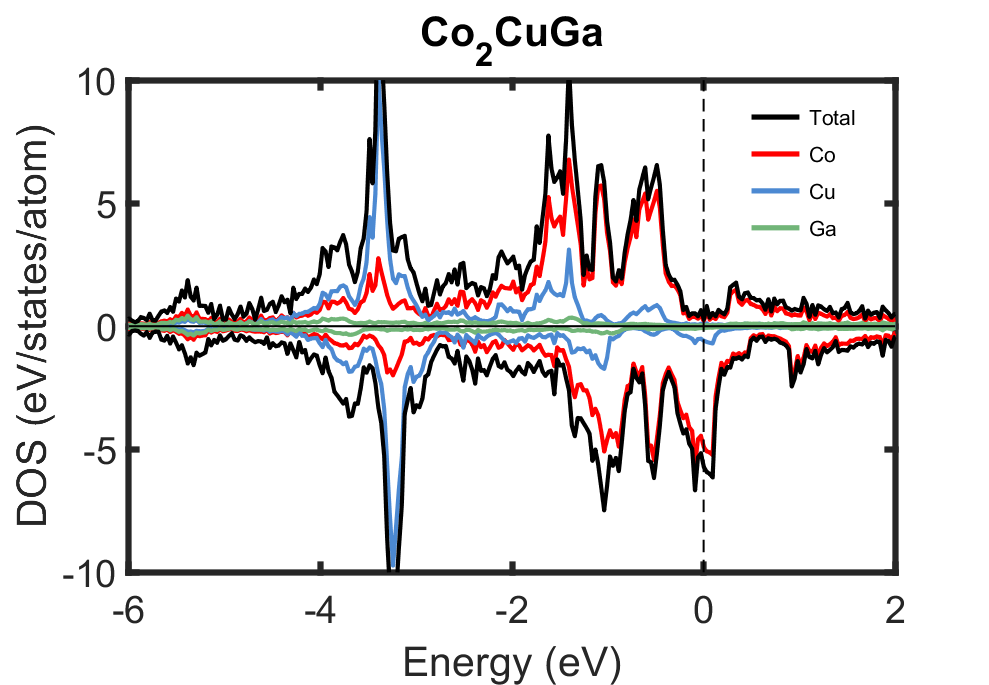 Co₂CuGa
DOS (eV/states/atom)
10
5
0
-5
-10
Total
Co
Cu
Ga
-6 -4 -2 0 2
Energy (eV)